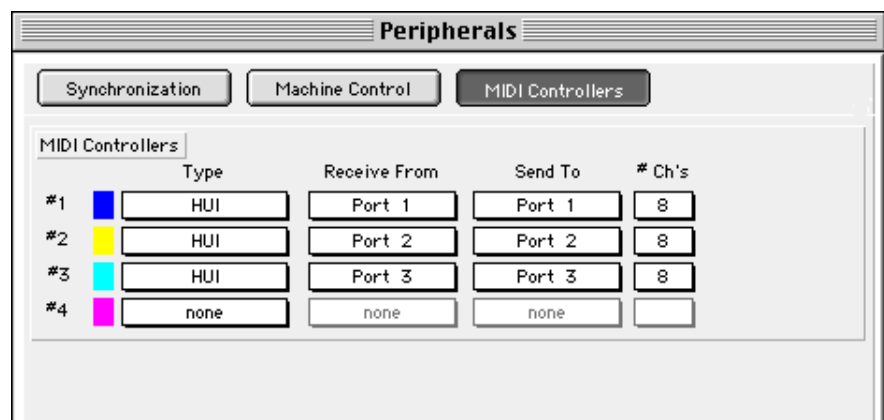 Peripherals
Synchronization Machine Control MIDI Controllers
MIDI Controllers
Type Receive From Send To # Ch's
#1 HUI Port 1 Port 1 8
#2 HUI Port 2 Port 2 8
#3 HUI Port 3 Port 3 8
#4 none none none